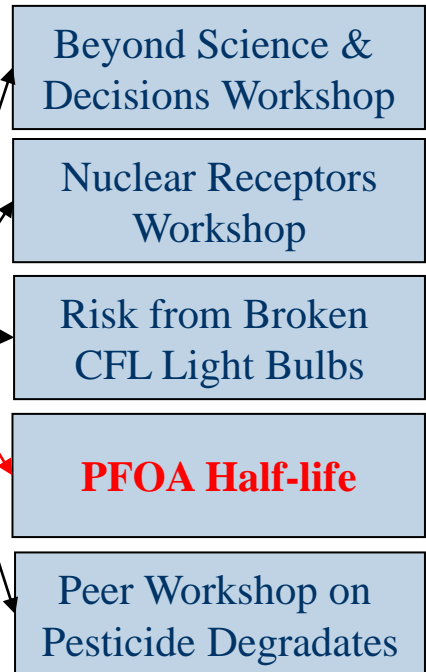 Beyond Science &
Decisions Workshop
Nuclear Receptors
Workshop
Risk from Broken
CFL Light Bulbs
PFOA Half-life
Peer Workshop on
Pesticide Degradates